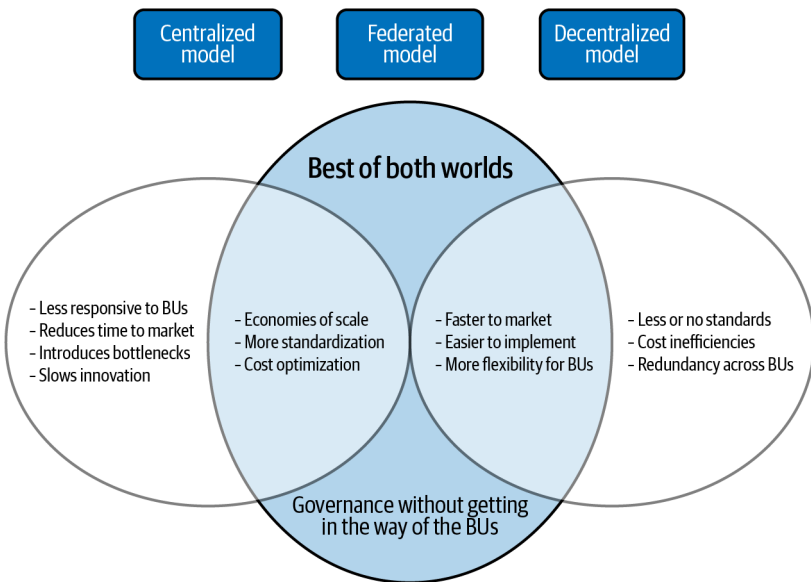 Centralized
model
Federated
model
Decentralized
model
Best of both worlds
– Less responsive to BUs
– Reduces time to market
– Introduces bottlenecks
– Slows innovation
– Economies of scale
– More standardization
– Cost optimization
– Faster to market
– Easier to implement
– More flexibility for BUs
– Less or no standards
– Cost inefficiencies
– Redundancy across BUs
Governance without getting
in the way of the BUs